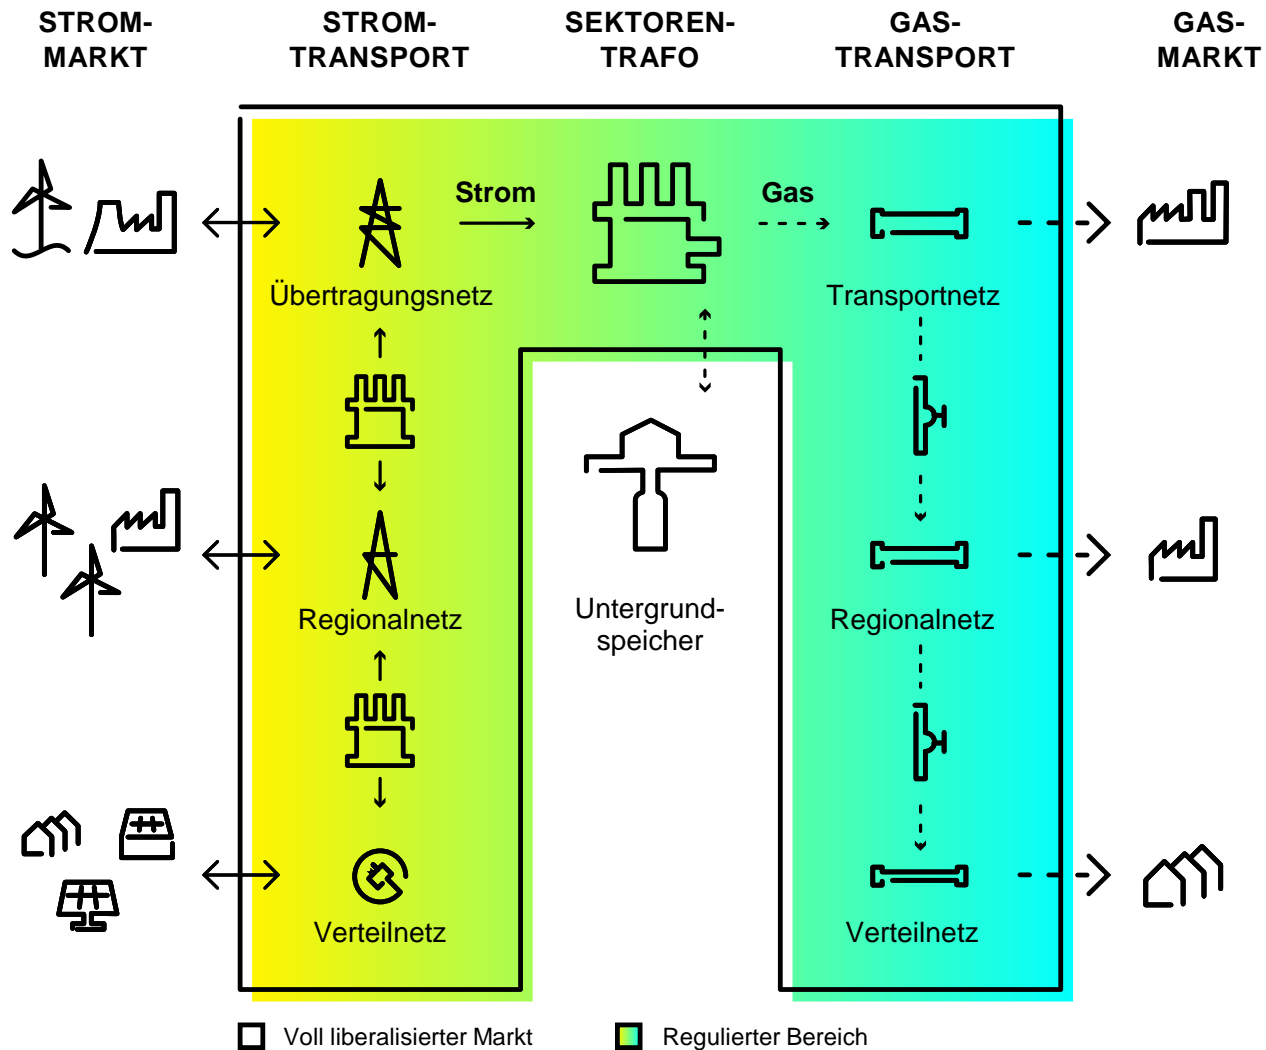 STROM-
MARKT
STROM-
TRANSPORT
SEKTOREN-
TRAFO
GAS-
TRANSPORT
GAS-
MARKT
Strom
Gas
Übertragungsnetz
Transportnetz
Regionalnetz
Untergrund-
speicher
Regionalnetz
Verteilnetz
Verteilnetz
Voll liberalisierter Markt
Regulierter Bereich